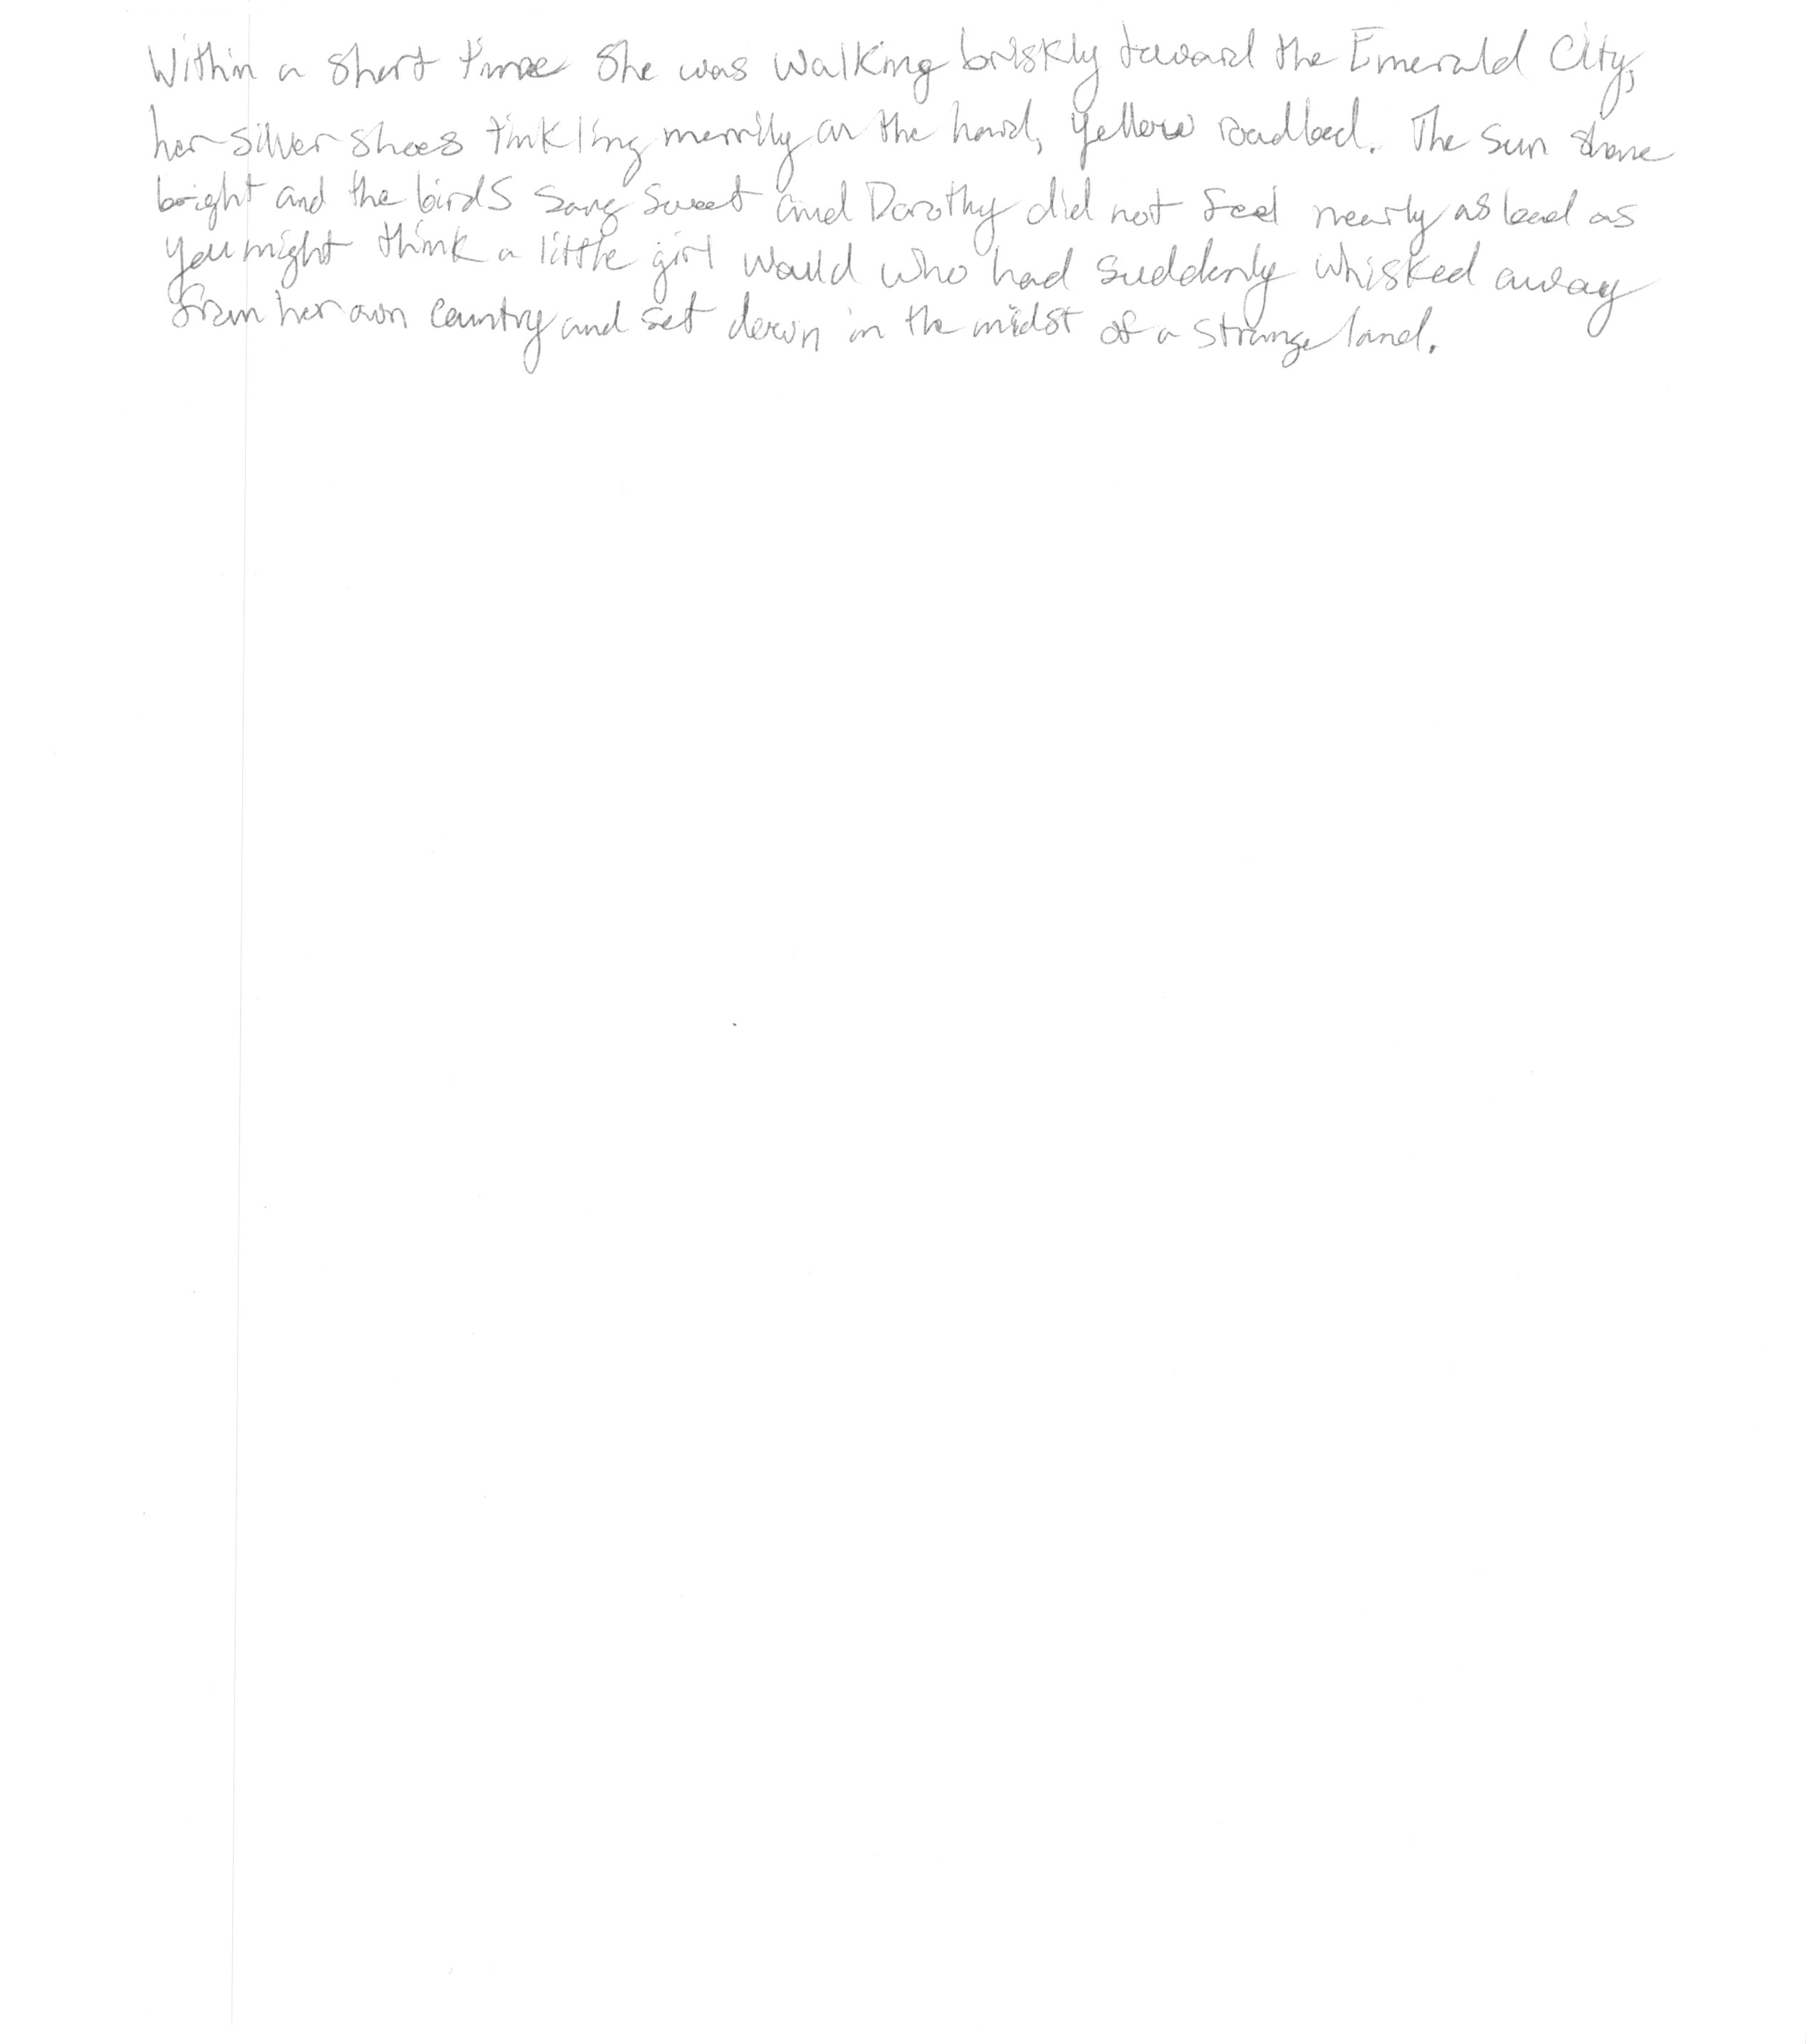 Within a short time she was walking briskly toward the Emerald City,
her silver shoes tinkling merrily on the hard, yellow roadbed. The sun shone
bright and the birds sang sweet and Dorothy did not feel nearly as bad as
you might think a little girl would who had suddenly whisked away
from her own country and set down in the midst of a strange land.